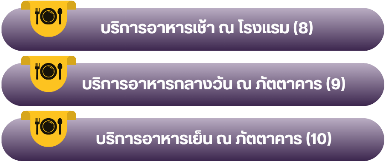 บริการอาหารเช้า ณ โรงแรม (8)
บริการอาหารกลางวัน ณ ภัตตาคาร (9)
บริการอาหารเย็น ณ ภัตตาคาร (10)